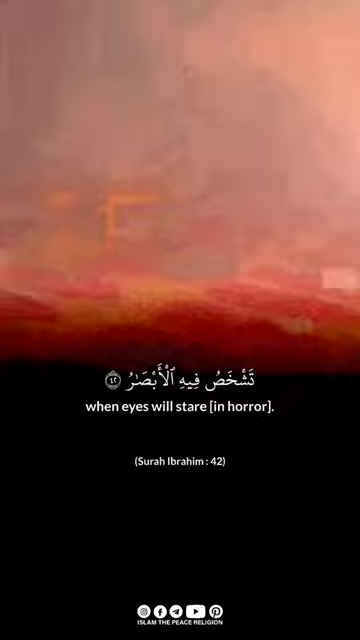 تَشْخَصُ فِيهِ ٱلْأَبْصَـٰرُ ٤٢
when eyes will stare [in horror].
(Surah Ibrahim : 42)
ISLAM THE PEACE RELIGION